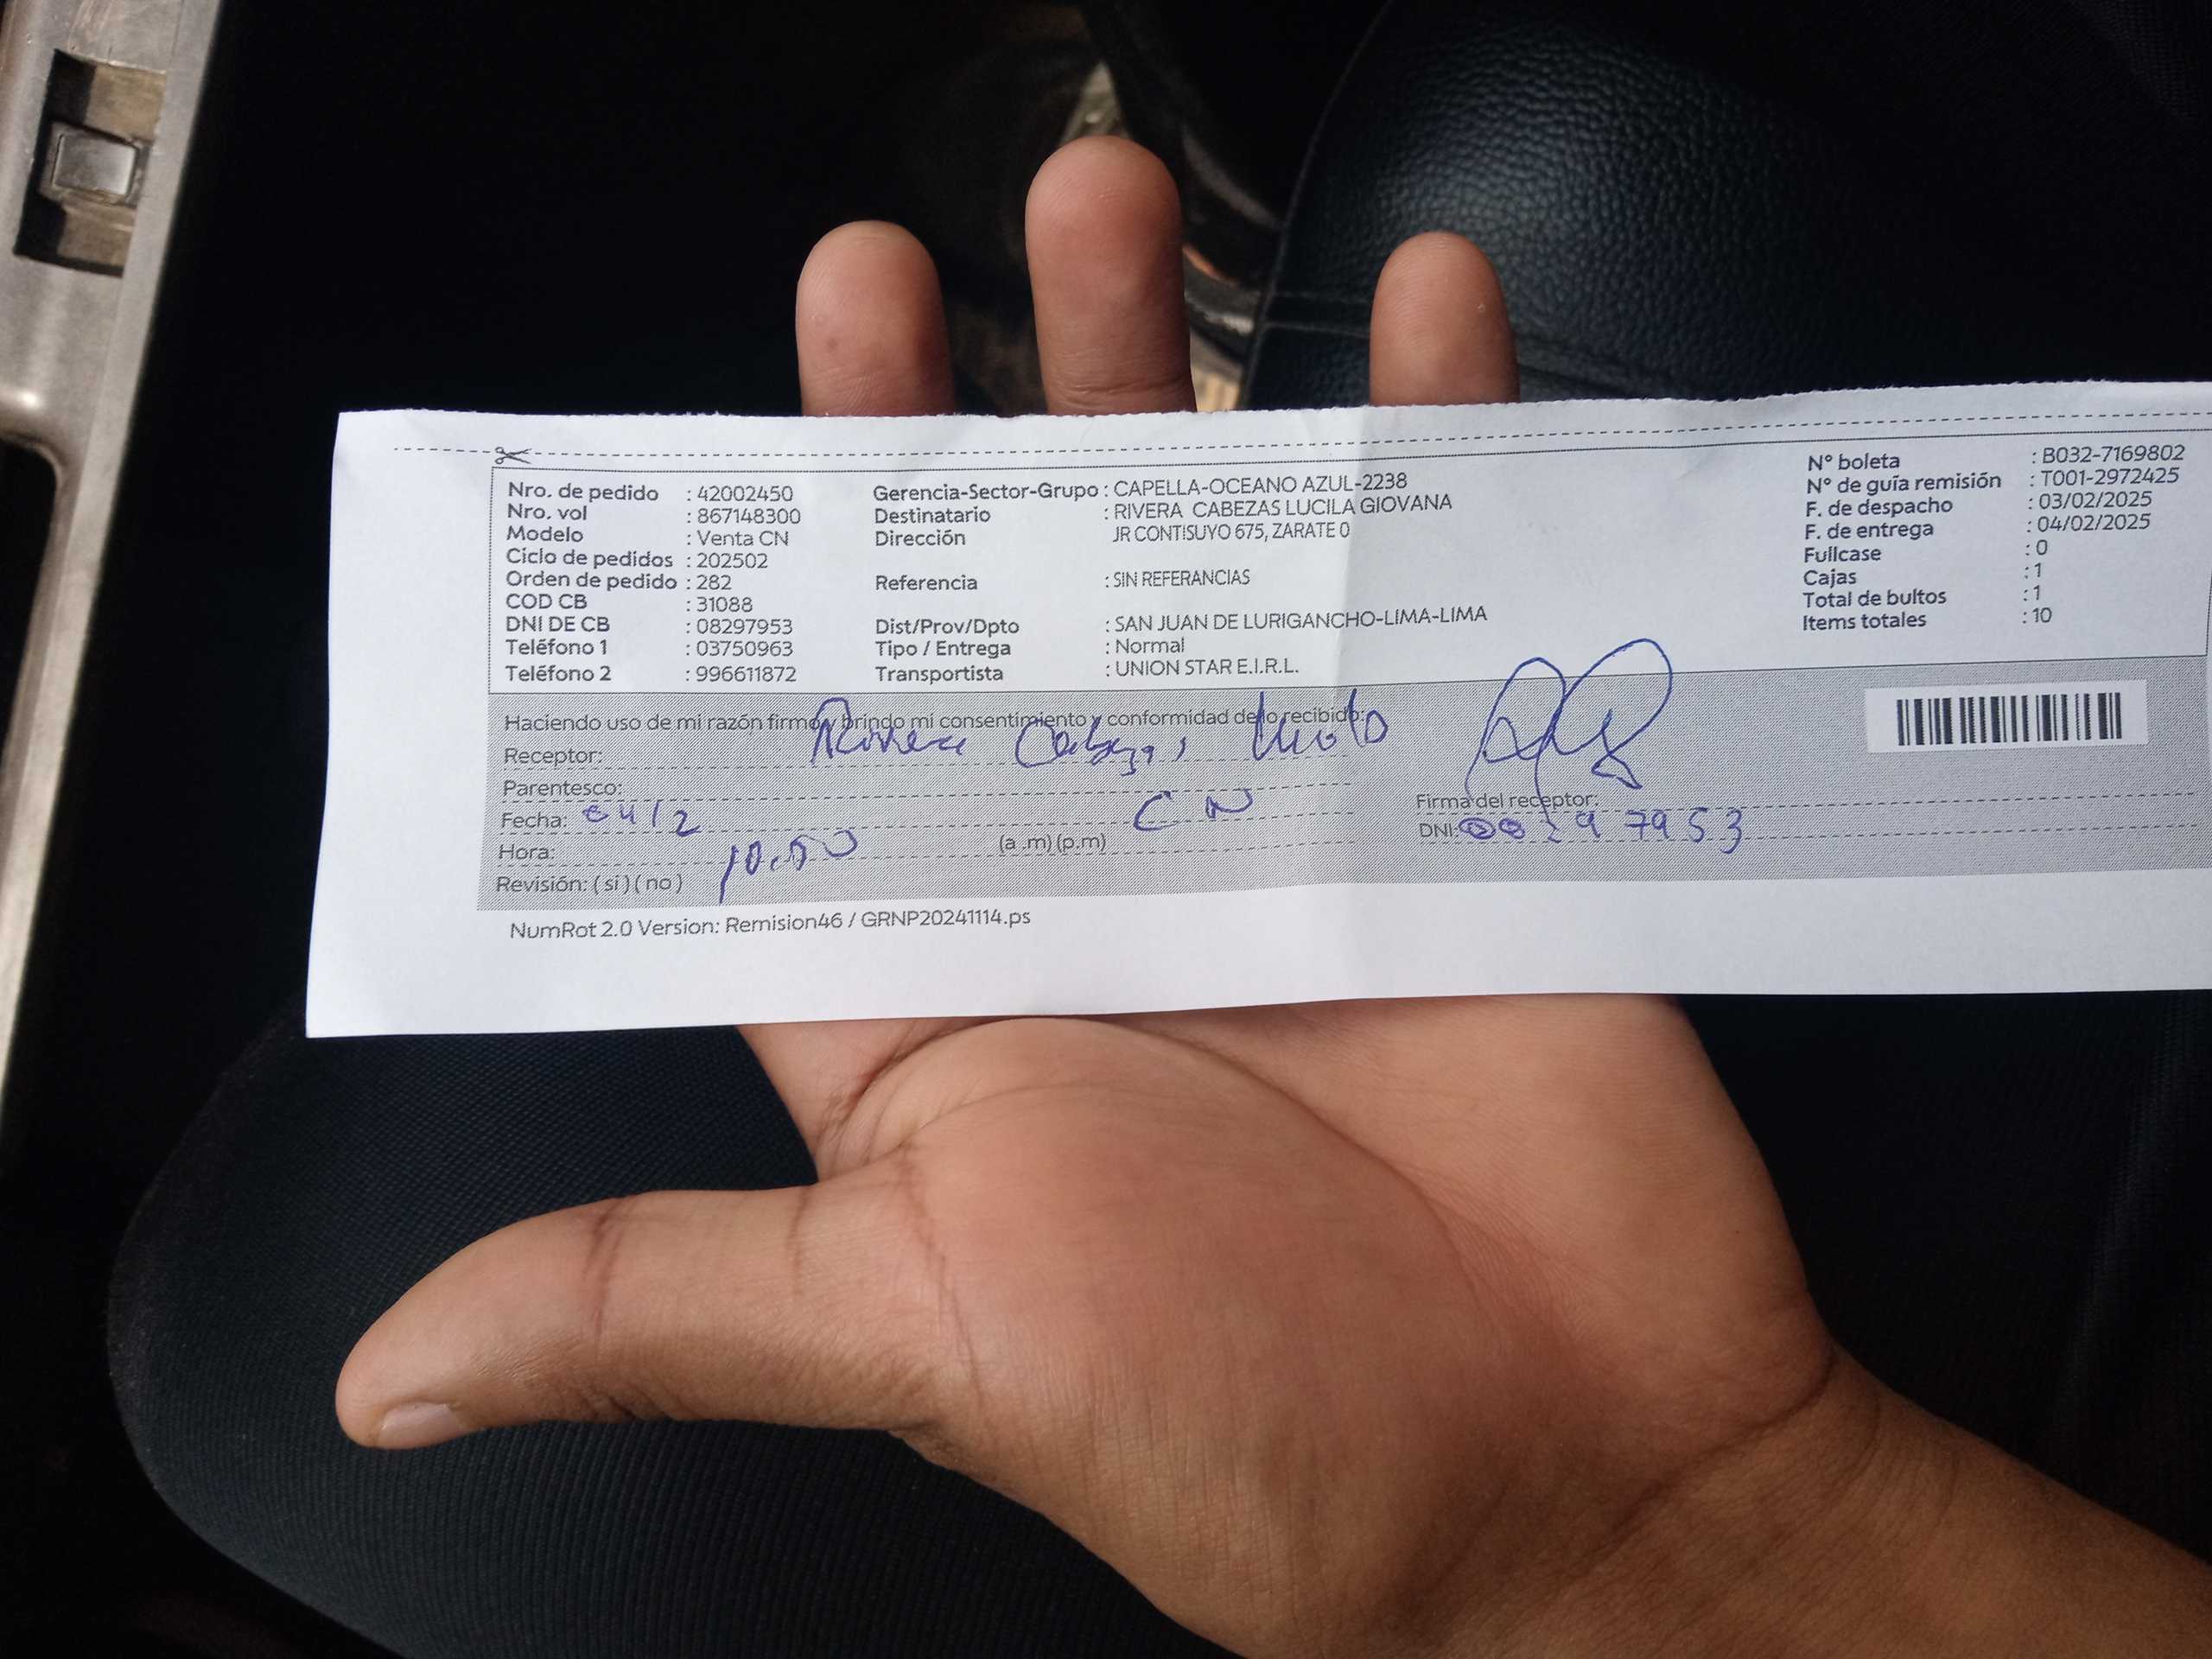 Nro. de pedido : 42002450
Nro. vol : 867148300
Modelo : Venta CN
Ciclo de pedidos : 202502
Orden de pedido : 282
COD CB : 31088
DNI DE CB : 08297953
Teléfono 1 : 03750963
Teléfono 2 : 996611872
Gerencia-Sector-Grupo : CAPELLA-OCEANO AZUL-2238
Destinatario : RIVERA CABEZAS LUCILA GIOVANA
Dirección JR CONTISUYO 675, ZARATE 0
Referencia : SIN REFERANCIAS
Dist/Prov/Dpto : SAN JUAN DE LURIGANCHO-LIMA-LIMA
Tipo / Entrega : Normal
Transportista : UNION STAR E.I.R.L.
N° boleta : B032-7169802
N° de guía remisión : T001-2972425
F. de despacho : 03/02/2025
F. de entrega : 04/02/2025
Fullcase : 0
Cajas : 1
Total de bultos : 1
Items totales : 10
Haciendo uso de mi razón firmo y brindo mi consentimiento y conformidad de lo recibido:
Receptor: Rivera Cabezas
Parentesco: CN
Fecha: 04/2
Hora: 10.50 (a .m) (p.m)
Revisión: ( si ) ( no )
Firma del receptor:
DNI: 08297953
NumRot 2.0 Version: Remision46 / GRNP20241114.ps